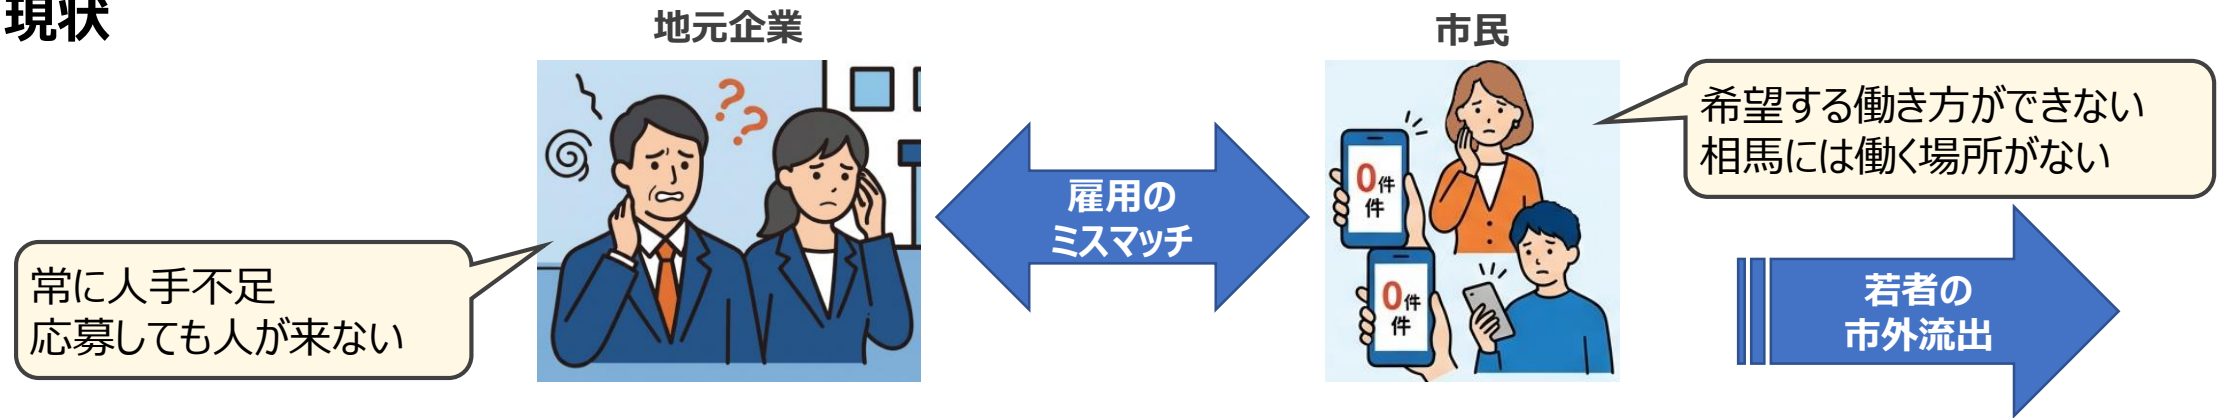 現状
地元企業
市民
常に人手不足
応募しても人が来ない
??
雇用の
ミスマッチ
0件
件
0件
件
希望する働き方ができない
相馬には働く場所がない
若者の
市外流出